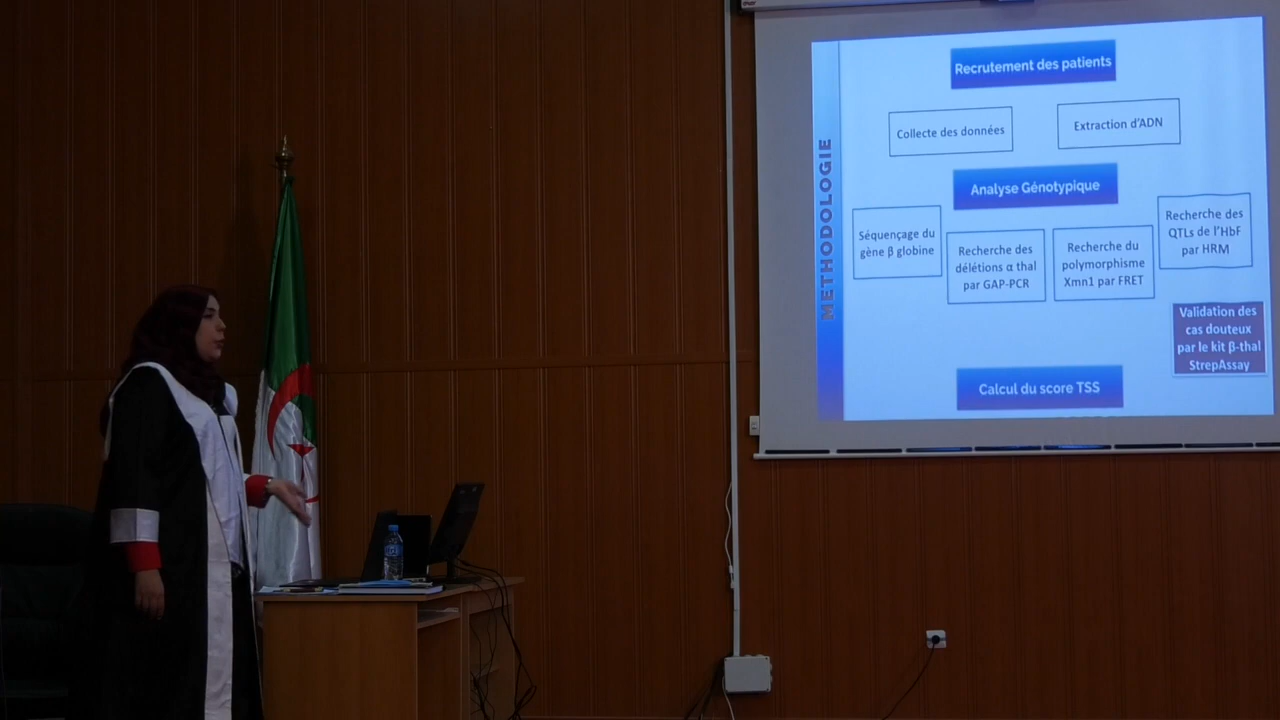 METHODOLOGIE
Recrutement des patients
Collecte des données
Extraction d'ADN
Analyse Génotypique
Séquençage du
gène β globine
Recherche des
délétions α thal
par GAP-PCR
Recherche du
polymorphisme
Xmn1 par FRET
Recherche des
QTLs de l'HbF
par HRM
Validation des
cas douteux
par le kit β-thal
StrepAssay
Calcul du score TSS